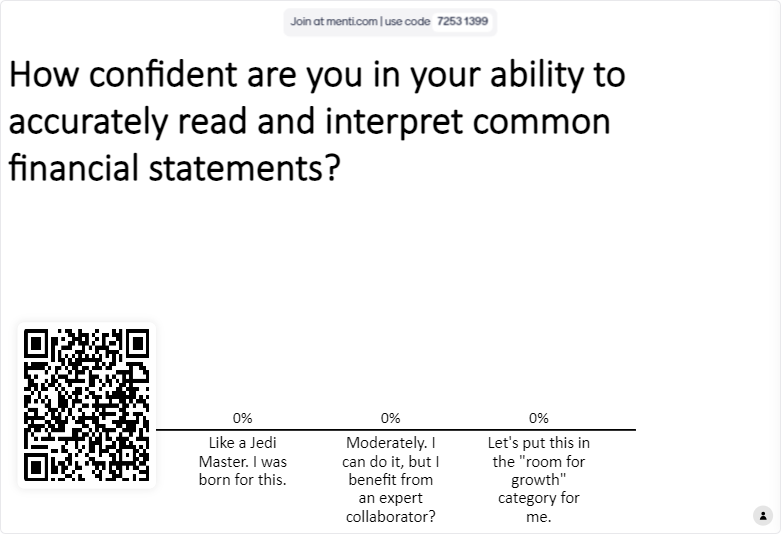 Join at menti.com | use code 7253 1399
How confident are you in your ability to
accurately read and interpret common
financial statements?
0%
Like a Jedi
Master. I was
born for this.
0%
Moderately. I
can do it, but I
benefit from
an expert
collaborator?
0%
Let's put this in
the "room for
growth"
category for
me.